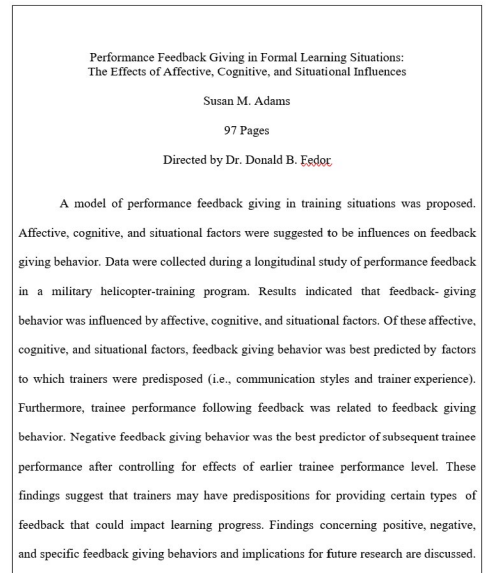 Performance Feedback Giving in Formal Learning Situations:
The Effects of Affective, Cognitive, and Situational Influences
Susan M. Adams
97 Pages
Directed by Dr. Donald B. Fedor
A model of performance feedback giving in training situations was proposed.
Affective, cognitive, and situational factors were suggested to be influences on feedback
giving behavior. Data were collected during a longitudinal study of performance feedback
in a military helicopter-training program. Results indicated that feedback- giving
behavior was influenced by affective, cognitive, and situational factors. Of these affective,
cognitive, and situational factors, feedback giving behavior was best predicted by factors
to which trainers were predisposed (i.e., communication styles and trainer experience).
Furthermore, trainee performance following feedback was related to feedback giving
behavior. Negative feedback giving behavior was the best predictor of subsequent trainee
performance after controlling for effects of earlier trainee performance level. These
findings suggest that trainers may have predispositions for providing certain types of
feedback that could impact learning progress. Findings concerning positive, negative,
and specific feedback giving behaviors and implications for future research are discussed.